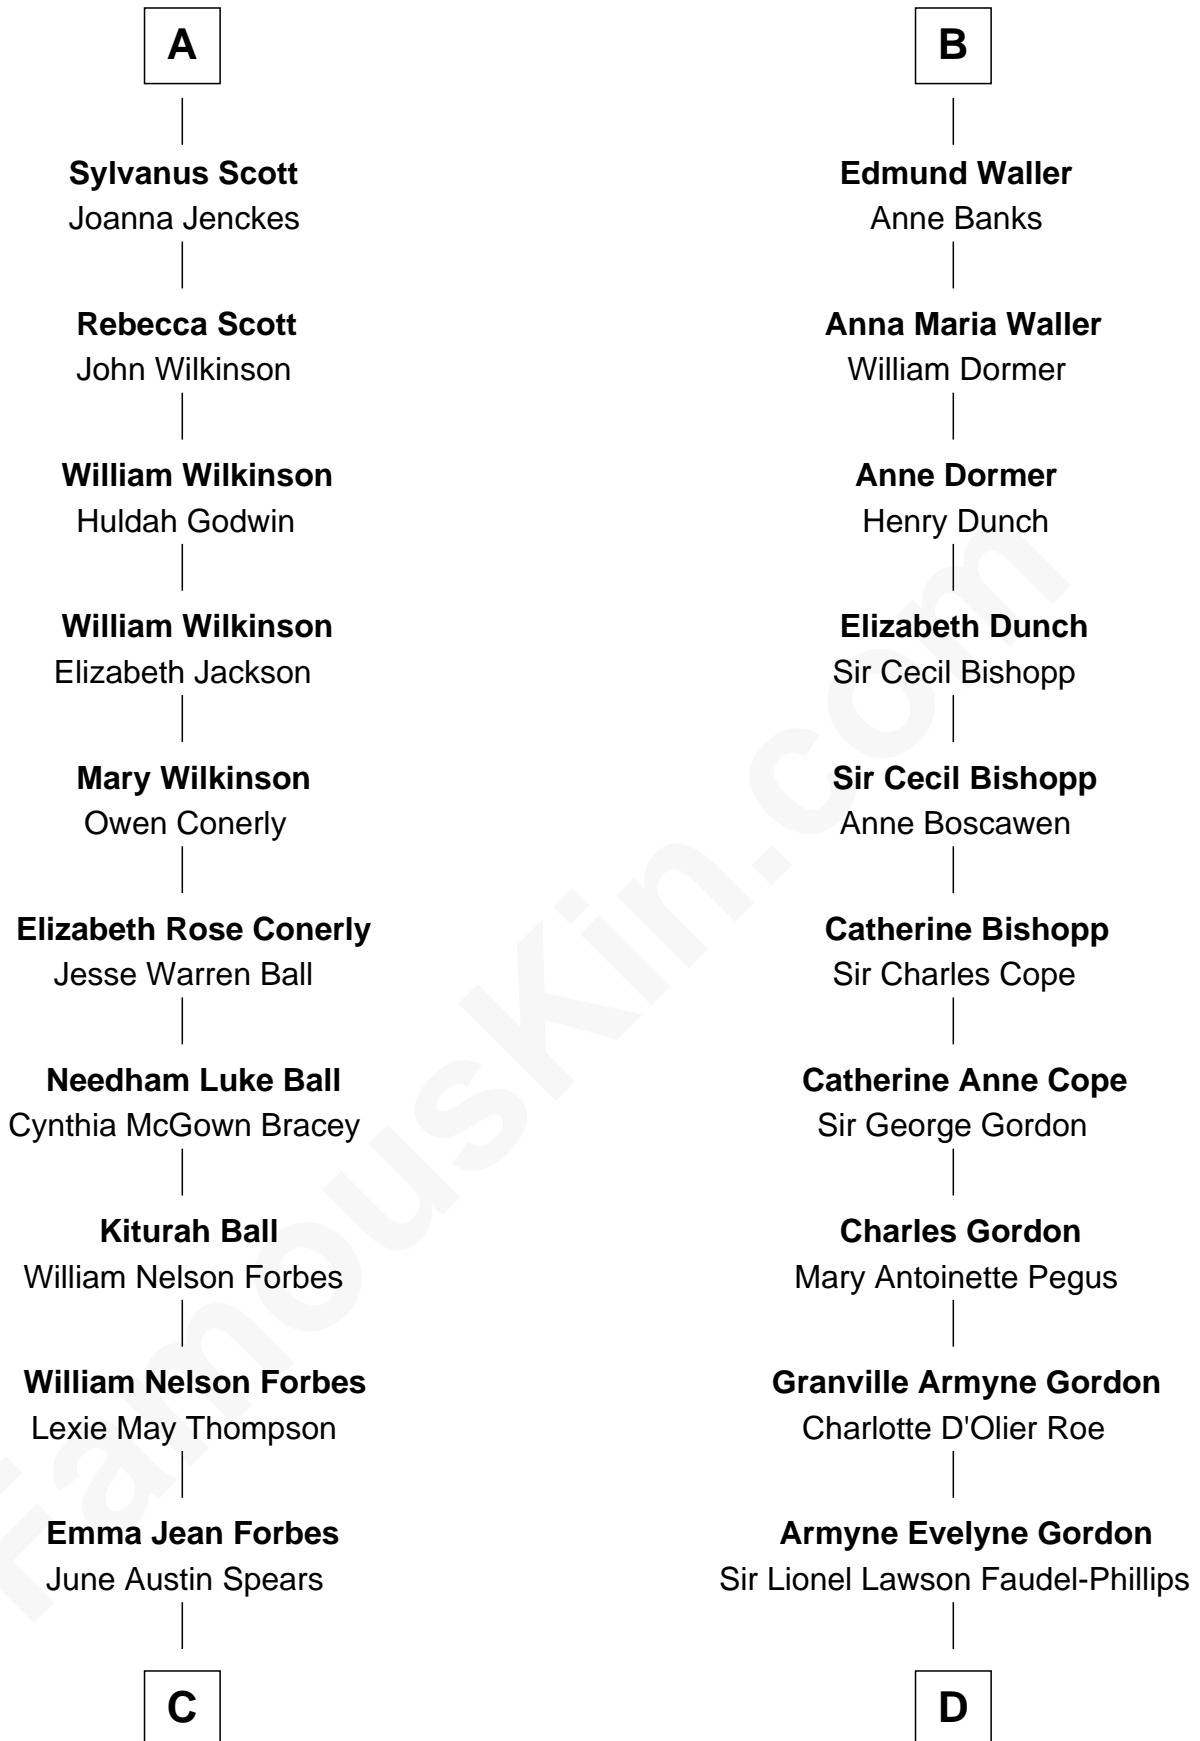 A
Sylvanus Scott
Joanna Jenckes
Rebecca Scott
John Wilkinson
William Wilkinson
Huldah Godwin
William Wilkinson
Elizabeth Jackson
Mary Wilkinson
Owen Conerly
Elizabeth Rose Conerly
Jesse Warren Ball
Needham Luke Ball
Cynthia McGown Bracey
Kiturah Ball
William Nelson Forbes
William Nelson Forbes
Lexie May Thompson
Emma Jean Forbes
June Austin Spears
C
B
Edmund Waller
Anne Banks
Anna Maria Waller
William Dormer
Anne Dormer
Henry Dunch
Elizabeth Dunch
Sir Cecil Bishopp
Sir Cecil Bishopp
Anne Boscawen
Catherine Bishopp
Sir Charles Cope
Catherine Anne Cope
Sir George Gordon
Charles Gordon
Mary Antoinette Pegus
Granville Armyne Gordon
Charlotte D'Olier Roe
Armyne Evelyne Gordon
Sir Lionel Lawson Faudel-Phillips
D
FamousKin.com